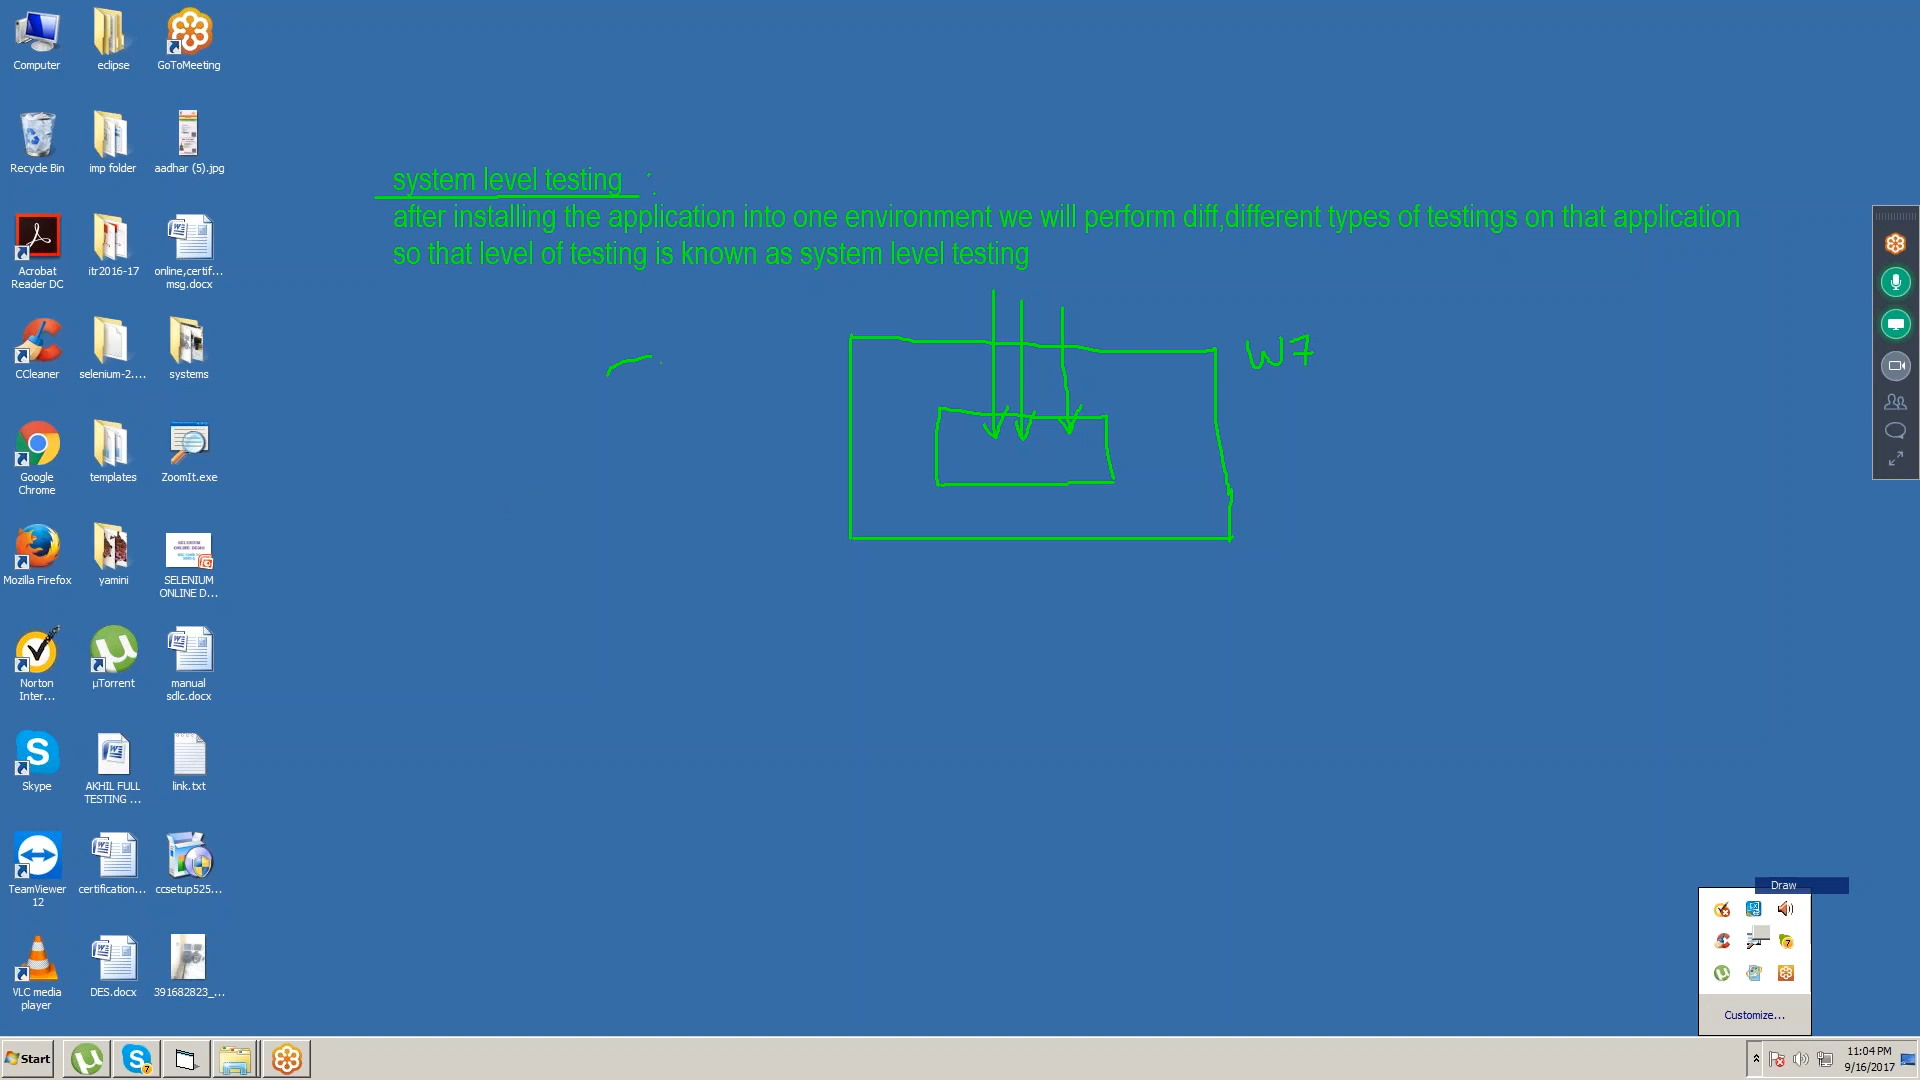 Computer
eclipse
GoToMeeting
Recycle Bin
imp folder
aadhar (5).jpg
Acrobat
Reader DC
itr2016-17
online,certif...
msg.docx
CCleaner
selenium-2....
systems
Google
Chrome
templates
ZoomIt.exe
Mozilla Firefox
yamini
SELENIUM
ONLINE D...
Norton
Inter...
µTorrent
manual
sdlc.docx
Skype
AKHIL FULL
TESTING ...
link.txt
TeamViewer
12
certification...
ccsetup525...
VLC media
player
DES.docx
391682823_...
system level testing :
after installing the application into one environment we will perform diff,different types of testings on that application
so that level of testing is known as system level testing
W7
Draw
Customize...
Start
11:04 PM
9/16/2017